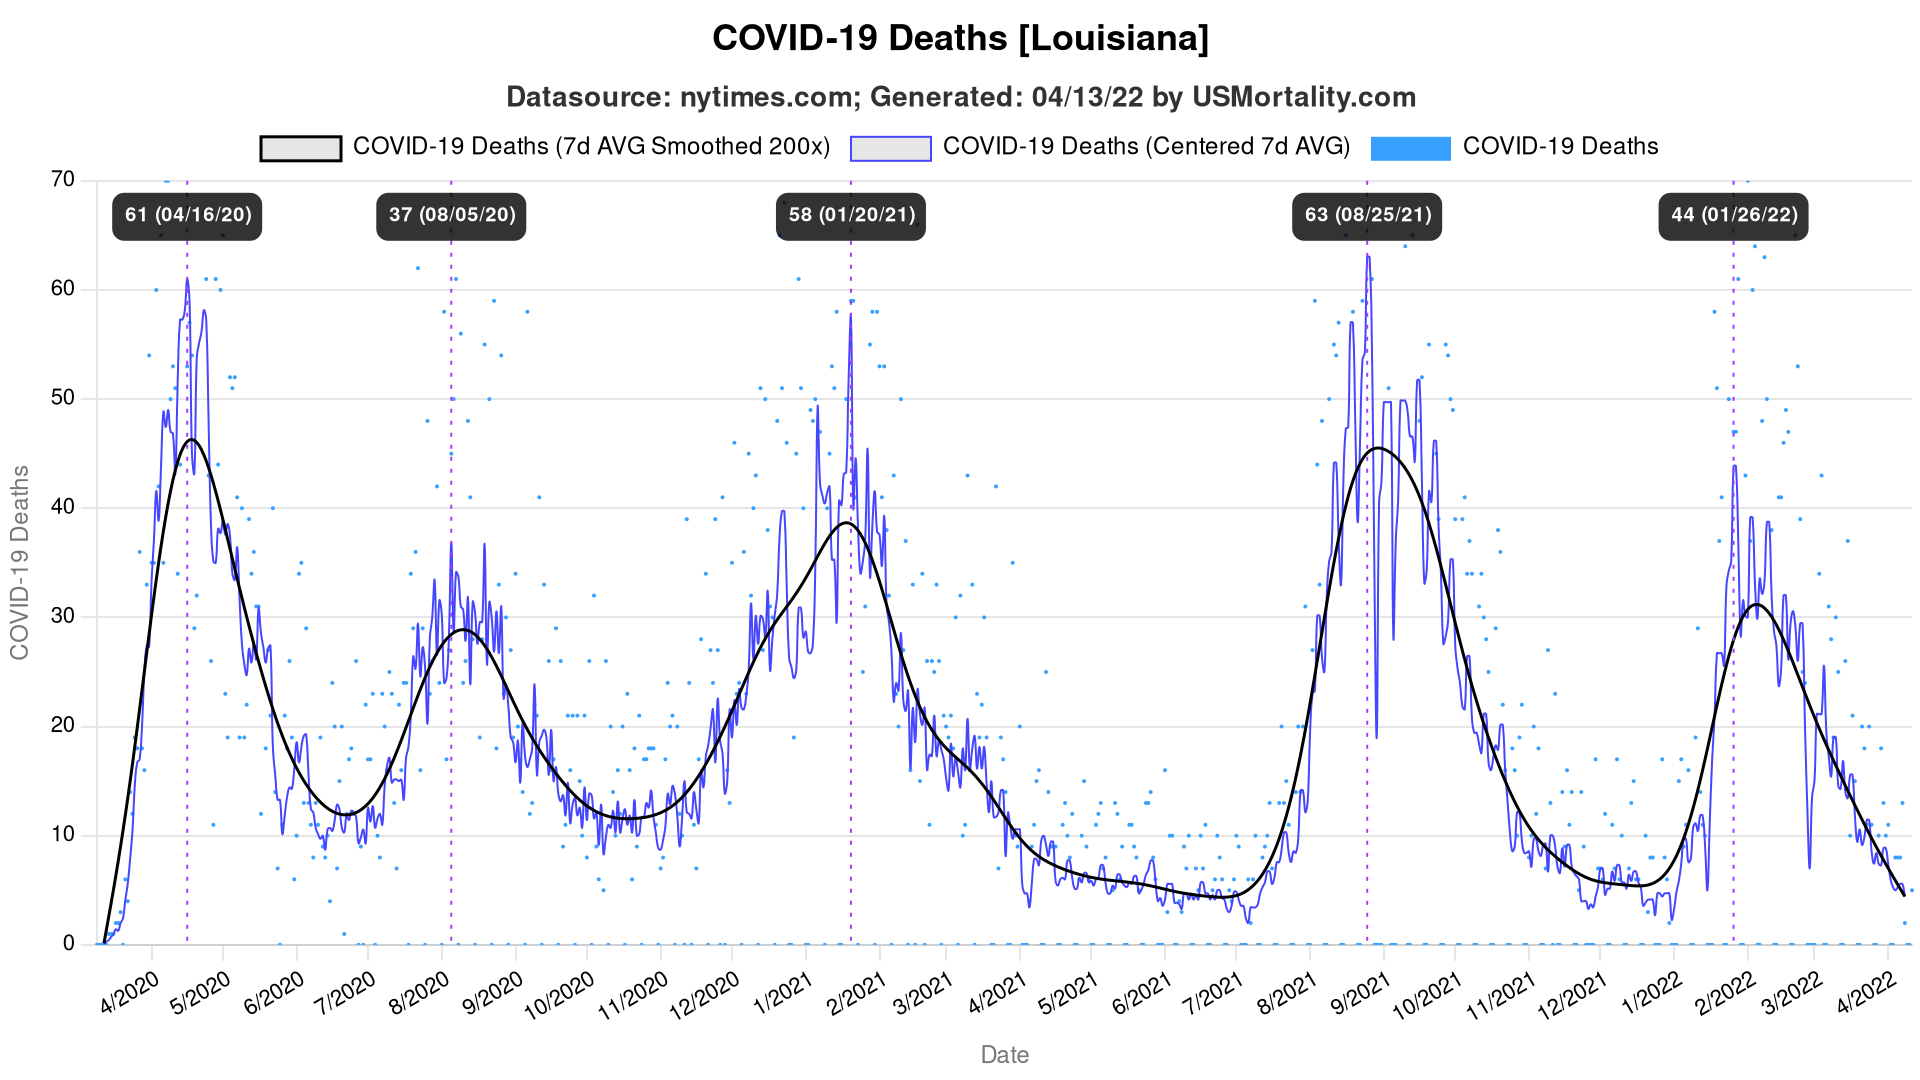 COVID-19 Deaths [Louisiana]
Datasource: nytimes.com; Generated: 04/13/22 by USMortality.com
COVID-19 Deaths (7d AVG Smoothed 200x) COVID-19 Deaths (Centered 7d AVG) COVID-19 Deaths
70
61 (04/16/20) 37 (08/05/20) 58 (01/20/21) 63 (08/25/21) 44 (01/26/22)
60
50
40
30
20
10
0
COVID-19 Deaths
4/2020 5/2020 6/2020 7/2020 8/2020 9/2020 10/2020 11/2020 12/2020 1/2021 2/2021 3/2021 4/2021 5/2021 6/2021 7/2021 8/2021 9/2021 10/2021 11/2021 12/2021 1/2022 2/2022 3/2022 4/2022
Date